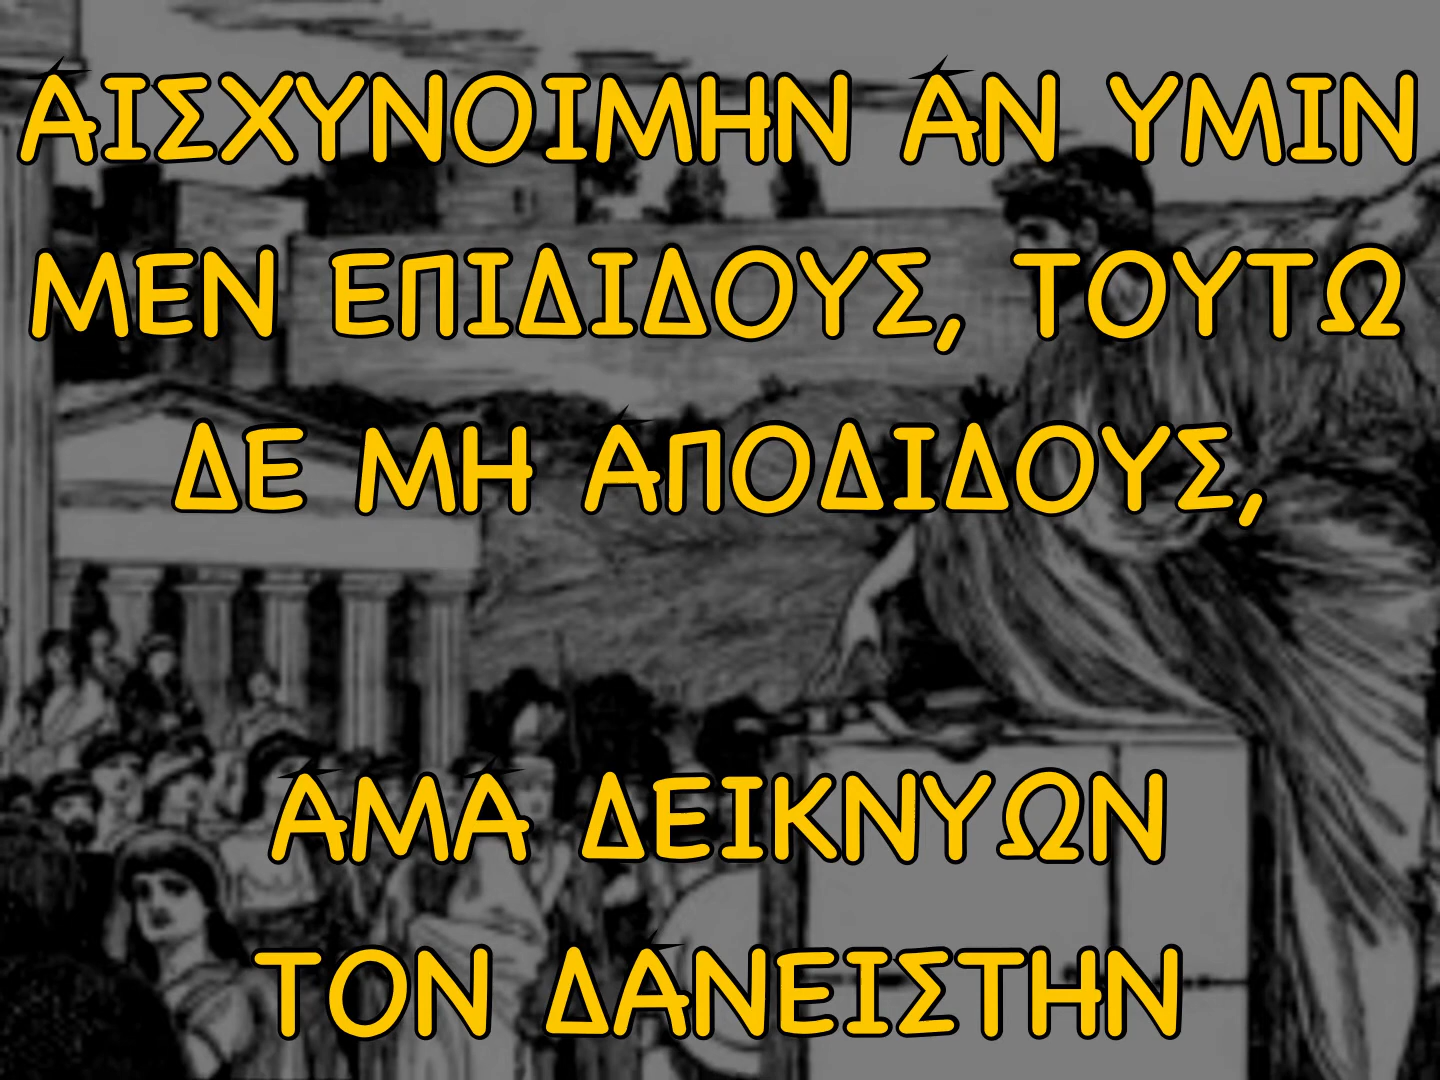 ΑΙΣΧΥΝΟΙΜΗΝ ΑΝ ΥΜΙΝ
ΜΕΝ ΕΠΙΔΙΔΟΥΣ, ΤΟΥΤΩ
ΔΕ ΜΗ ΑΠΟΔΙΔΟΥΣ,
ΑΜΑ ΔΕΙΚΝΥΩΝ
ΤΟΝ ΔΑΝΕΙΣΤΗΝ